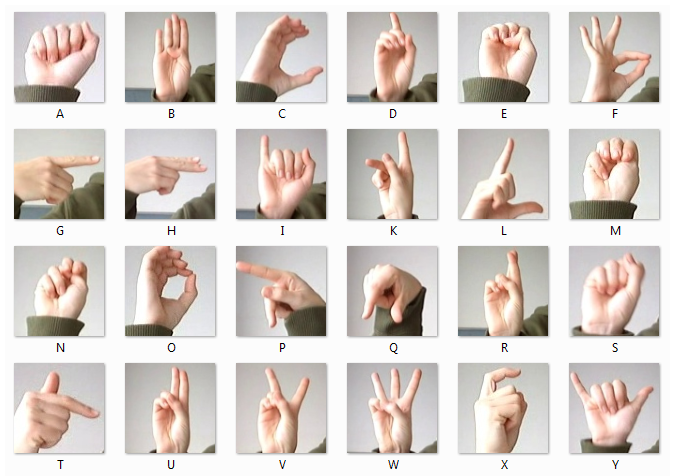 A B C D E F
G H I K L M
N O P Q R S
T U V W X Y